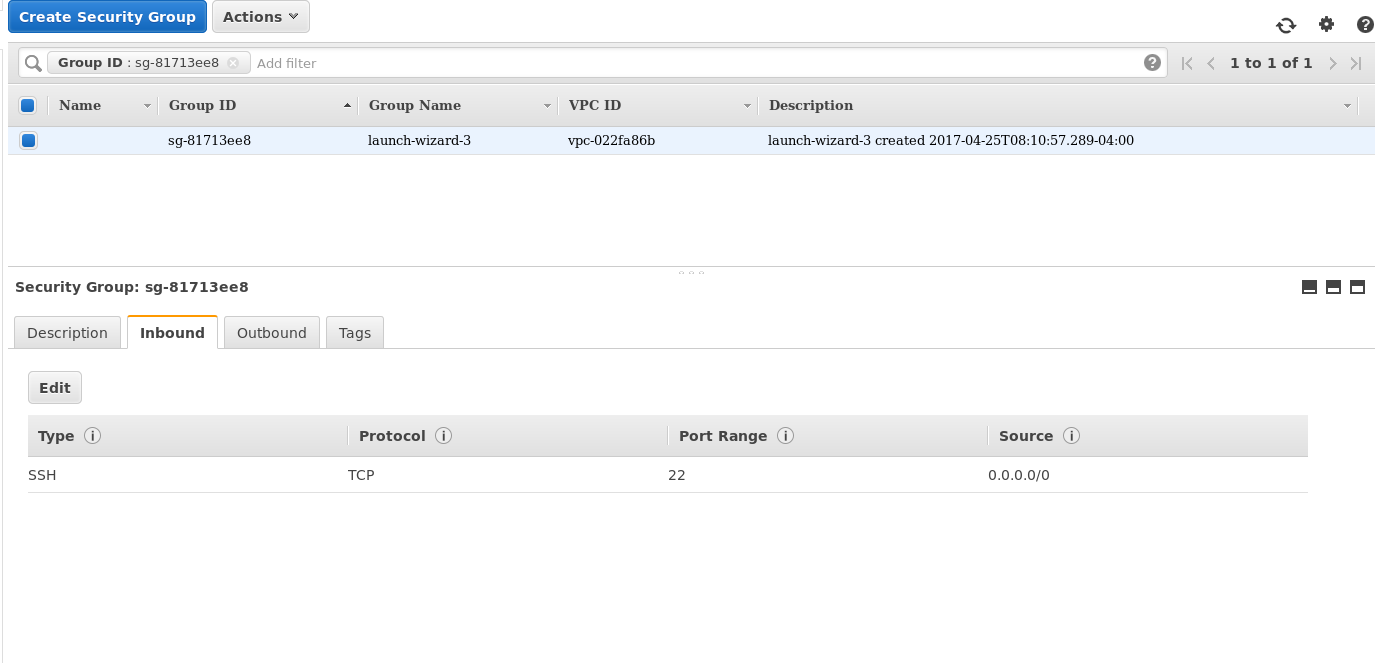 Create Security Group Actions
Group ID : sg-81713ee8 Add filter 1 to 1 of 1
Name Group ID Group Name VPC ID Description
sg-81713ee8 launch-wizard-3 vpc-022fa86b launch-wizard-3 created 2017-04-25T08:10:57.289-04:00
Security Group: sg-81713ee8
Description Inbound Outbound Tags
Edit
Type Protocol Port Range Source
SSH TCP 22 0.0.0.0/0